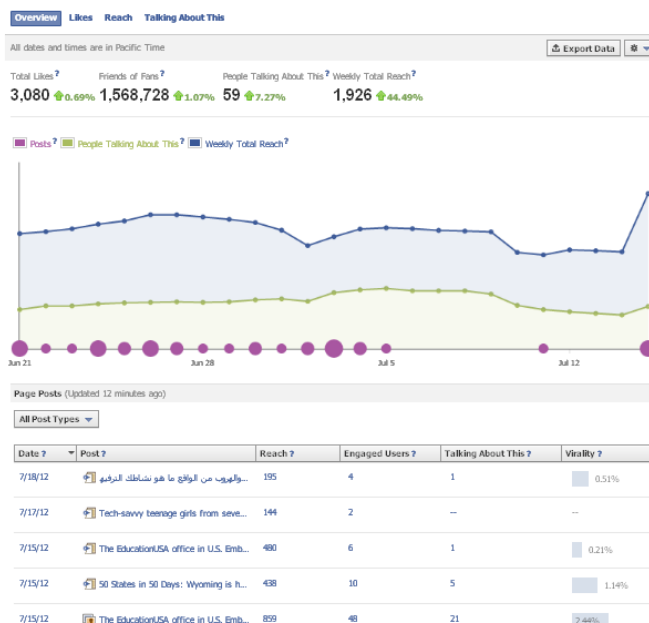 Overview Likes Reach Talking About This
All dates and times are in Pacific Time
Export Data
Total Likes? Friends of Fans? People Talking About This? Weekly Total Reach?
3,080 0.69% 1,568,728 1.07% 59 7.27% 1,926 44.49%
Posts? People Talking About This? Weekly Total Reach?
Jun 21 Jun 28 Jul 5 Jul 12
Page Posts (Updated 12 minutes ago)
All Post Types
Date? Post? Reach? Engaged Users? Talking About This? Virality?
7/18/12 والهروب من الواقع ما هو نشاطك الترفيه... 195 4 1 0.51%
7/17/12 Tech-savvy teenage girls from seve... 144 2 -- --
7/15/12 The EducationUSA office in U.S. Emb... 480 6 1 0.21%
7/15/12 50 States in 50 Days: Wyoming is h... 438 10 5 1.14%
7/15/12 The EducationUSA office in U.S. Emb... 859 48 21 2.44%